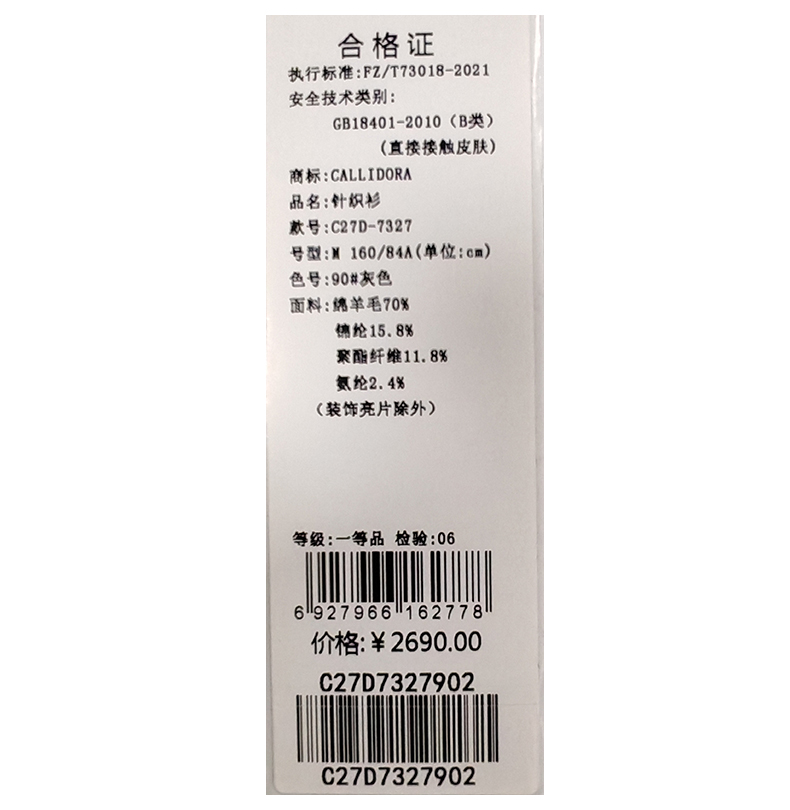 合格证
执行标准:FZ/T73018-2021
安全技术类别:
GB18401-2010（B类）
(直接接触皮肤)
商标:CALLIDORA
品名:针织衫
款号:C27D-7327
号型:M 160/84A(单位:cm)
色号:90#灰色
面料:绵羊毛70%
锦纶15.8%
聚酯纤维11.8%
氨纶2.4%
（装饰亮片除外）
等级:一等品 检验:06
6 927966 162778
价格:￥2690.00
C27D7327902
C27D7327902